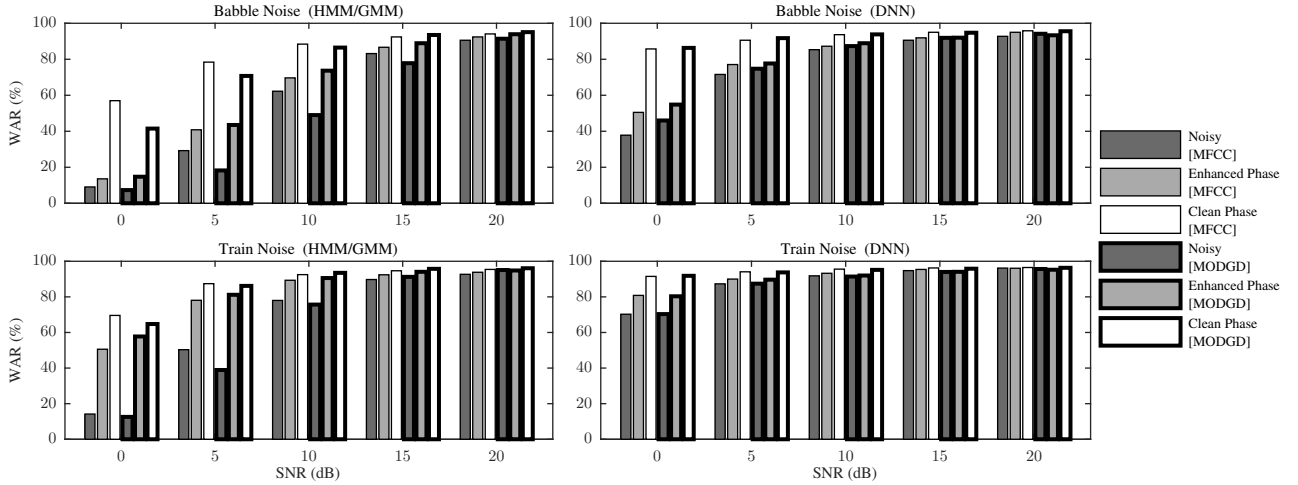 Babble Noise (HMM/GMM)
WAR (%)
100
80
60
40
20
0
0 5 10 15 20
Babble Noise (DNN)
100
80
60
40
20
0
0 5 10 15 20
Train Noise (HMM/GMM)
WAR (%)
100
80
60
40
20
0
0 5 10 15 20
SNR (dB)
Train Noise (DNN)
100
80
60
40
20
0
0 5 10 15 20
SNR (dB)
Noisy
[MFCC]
Enhanced Phase
[MFCC]
Clean Phase
[MFCC]
Noisy
[MODGD]
Enhanced Phase
[MODGD]
Clean Phase
[MODGD]